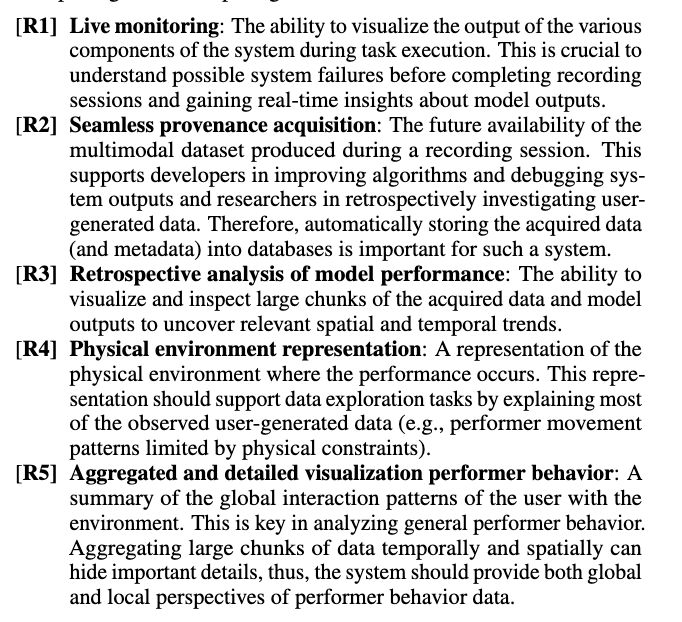 [R1] Live monitoring: The ability to visualize the output of the various
components of the system during task execution. This is crucial to
understand possible system failures before completing recording
sessions and gaining real-time insights about model outputs.
[R2] Seamless provenance acquisition: The future availability of the
multimodal dataset produced during a recording session. This
supports developers in improving algorithms and debugging sys-
tem outputs and researchers in retrospectively investigating user-
generated data. Therefore, automatically storing the acquired data
(and metadata) into databases is important for such a system.
[R3] Retrospective analysis of model performance: The ability to
visualize and inspect large chunks of the acquired data and model
outputs to uncover relevant spatial and temporal trends.
[R4] Physical environment representation: A representation of the
physical environment where the performance occurs. This repre-
sentation should support data exploration tasks by explaining most
of the observed user-generated data (e.g., performer movement
patterns limited by physical constraints).
[R5] Aggregated and detailed visualization performer behavior: A
summary of the global interaction patterns of the user with the
environment. This is key in analyzing general performer behavior.
Aggregating large chunks of data temporally and spatially can
hide important details, thus, the system should provide both global
and local perspectives of performer behavior data.